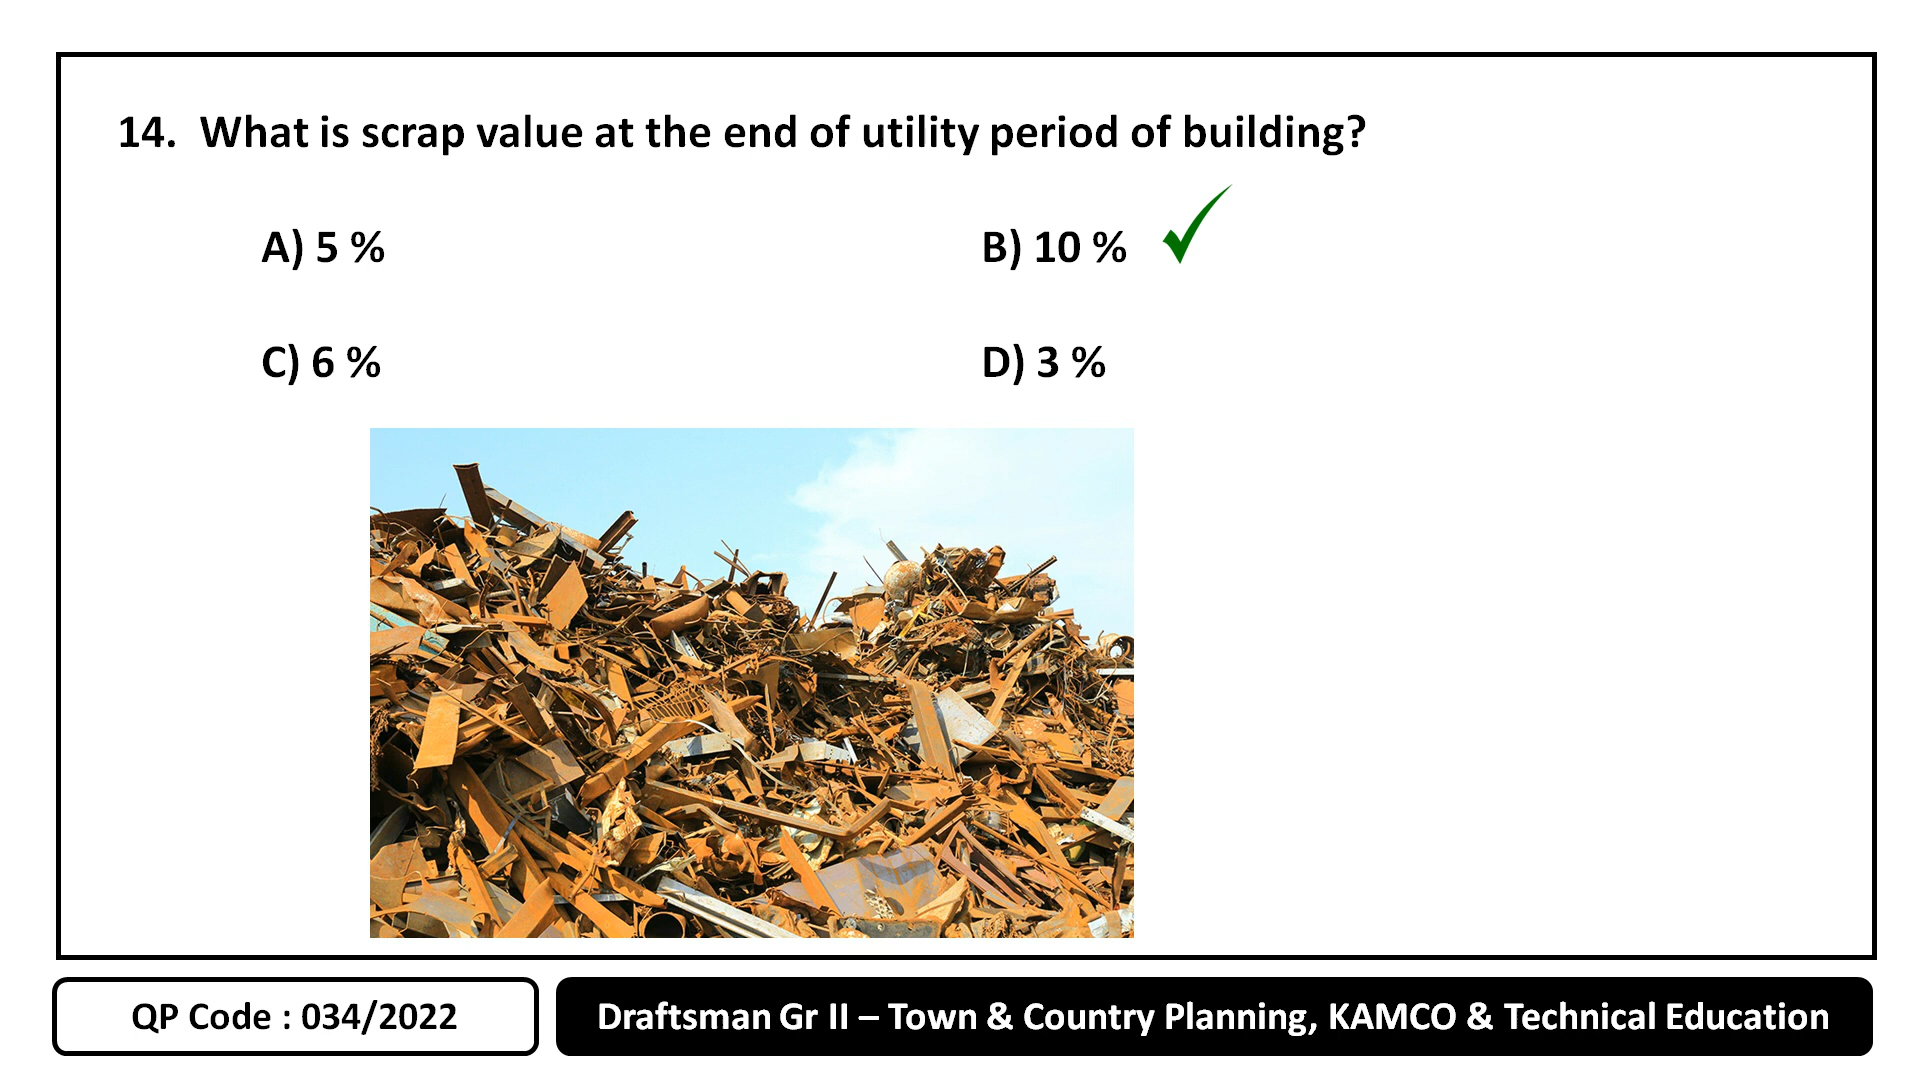 14. What is scrap value at the end of utility period of building?
A) 5 % B) 10 %
C) 6 % D) 3 %
QP Code : 034/2022 Draftsman Gr II – Town & Country Planning, KAMCO & Technical Education